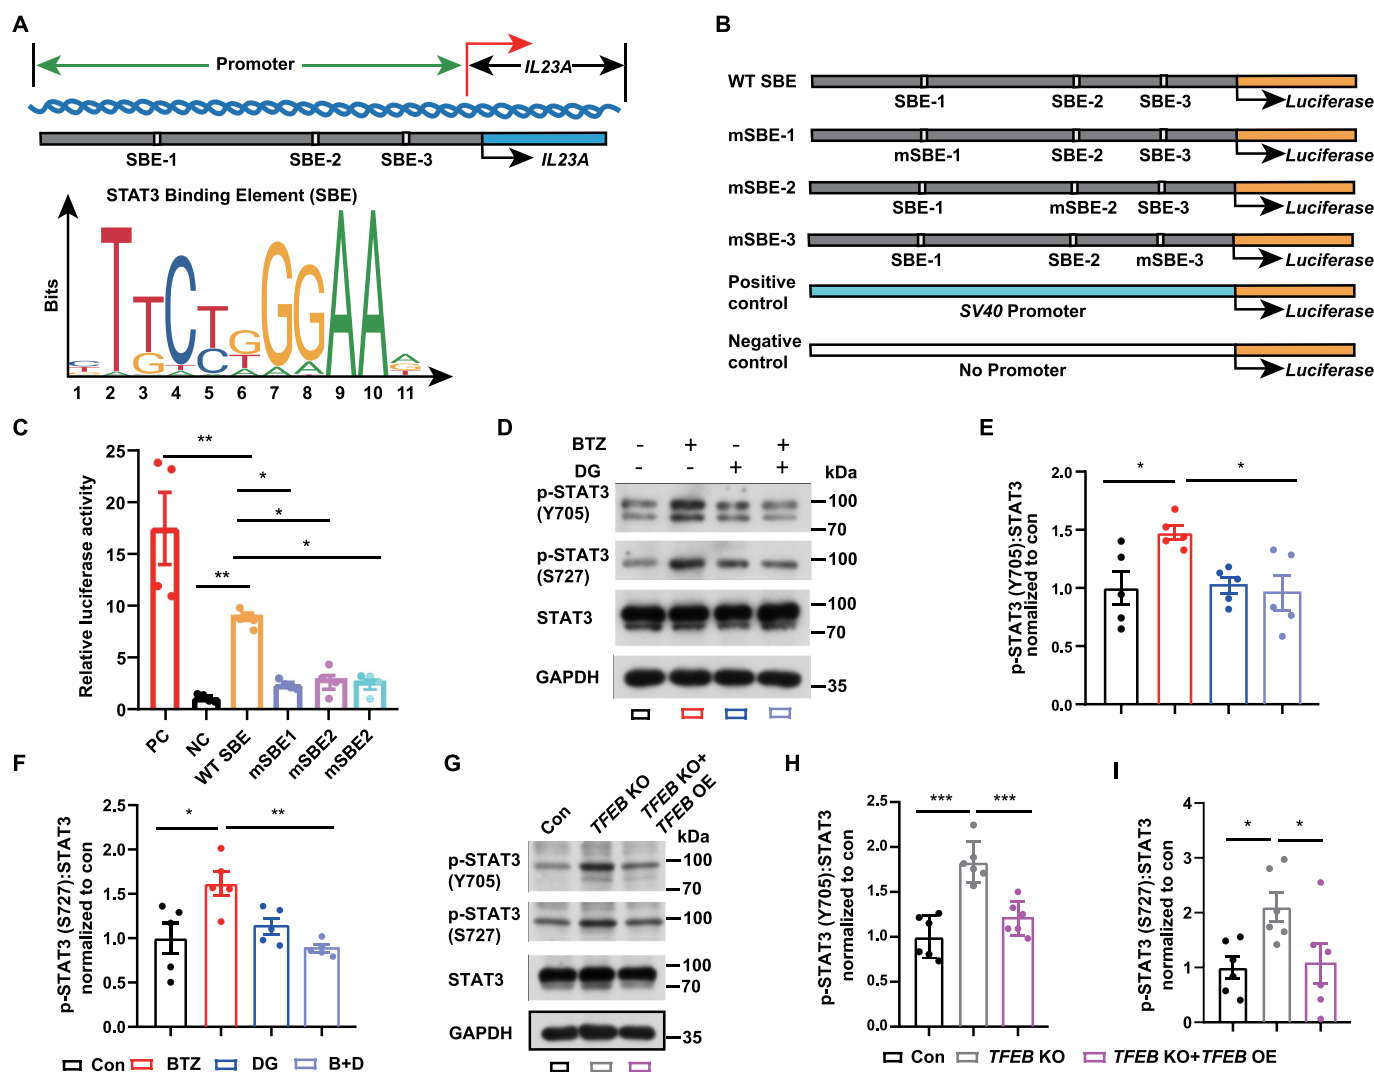 A
Promoter
IL23A
SBE-1 SBE-2 SBE-3 IL23A
STAT3 Binding Element (SBE)
Bits
1 2 3 4 5 6 7 8 9 10 11
B
WT SBE
SBE-1 SBE-2 SBE-3 Luciferase
mSBE-1
mSBE-1 SBE-2 SBE-3 Luciferase
mSBE-2
SBE-1 mSBE-2 SBE-3 Luciferase
mSBE-3
SBE-1 SBE-2 mSBE-3 Luciferase
Positive
control
SV40 Promoter Luciferase
Negative
control
No Promoter Luciferase
C
Relative luciferase activity
25
20
15
10
5
0
** * * * **
PC NC WT SBE mSBE1 mSBE2 mSBE2
D
BTZ - + - +
DG - - + + kDa
p-STAT3
(Y705)
100
70
p-STAT3
(S727)
100
STAT3
100
70
GAPDH
35
E
p-STAT3 (Y705):STAT3
normalized to con
2.0
1.5
1.0
0.5
1.0
* *
F
p-STAT3 (S727):STAT3
normalized to con
2.5
2.0
1.5
1.0
0.5
0.0
* **
Con BTZ DG B+D
G
Con TFEB KO TFEB KO+
TFEB OE
kDa
p-STAT3
(Y705)
100
70
p-STAT3
(S727)
100
STAT3
100
70
GAPDH
35
H
p-STAT3 (Y705):STAT3
normalized to con
2.5
2.0
1.5
1.0
0.5
0.0
*** ***
I
p-STAT3 (S727):STAT3
normalized to con
4
3
2
1
0
* *
Con TFEB KO TFEB KO+TFEB OE